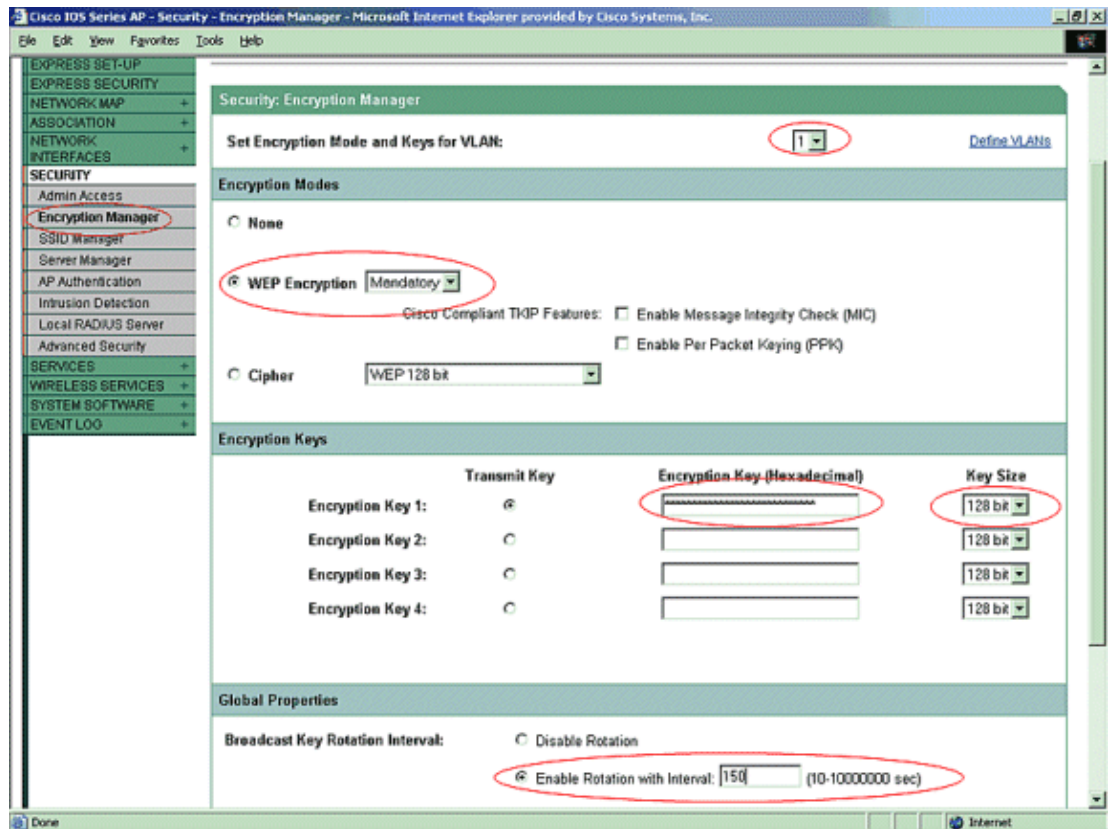 Cisco IOS Series AP - Security - Encryption Manager - Microsoft Internet Explorer provided by Cisco Systems, Inc.
File Edit View Favorites Tools Help
EXPRESS SET-UP
EXPRESS SECURITY
NETWORK MAP +
ASSOCIATION +
NETWORK INTERFACES +
SECURITY
Admin Access
Encryption Manager
SSID Manager
Server Manager
AP Authentication
Intrusion Detection
Local RADIUS Server
Advanced Security
SERVICES +
WIRELESS SERVICES +
SYSTEM SOFTWARE +
EVENT LOG +
Security: Encryption Manager
Set Encryption Mode and Keys for VLAN: 1 Define VLANs
Encryption Modes
None
WEP Encryption Mandatory
Cisco Compliant TKIP Features: Enable Message Integrity Check (MIC)
Enable Per Packet Keying (PPK)
Cipher WEP 128 bit
Encryption Keys
Transmit Key Encryption Key (Hexadecimal) Key Size
Encryption Key 1: 128 bit
Encryption Key 2: 128 bit
Encryption Key 3: 128 bit
Encryption Key 4: 128 bit
Global Properties
Broadcast Key Rotation Interval: Disable Rotation
Enable Rotation with Interval: 150 (10-10000000 sec)
Done Internet